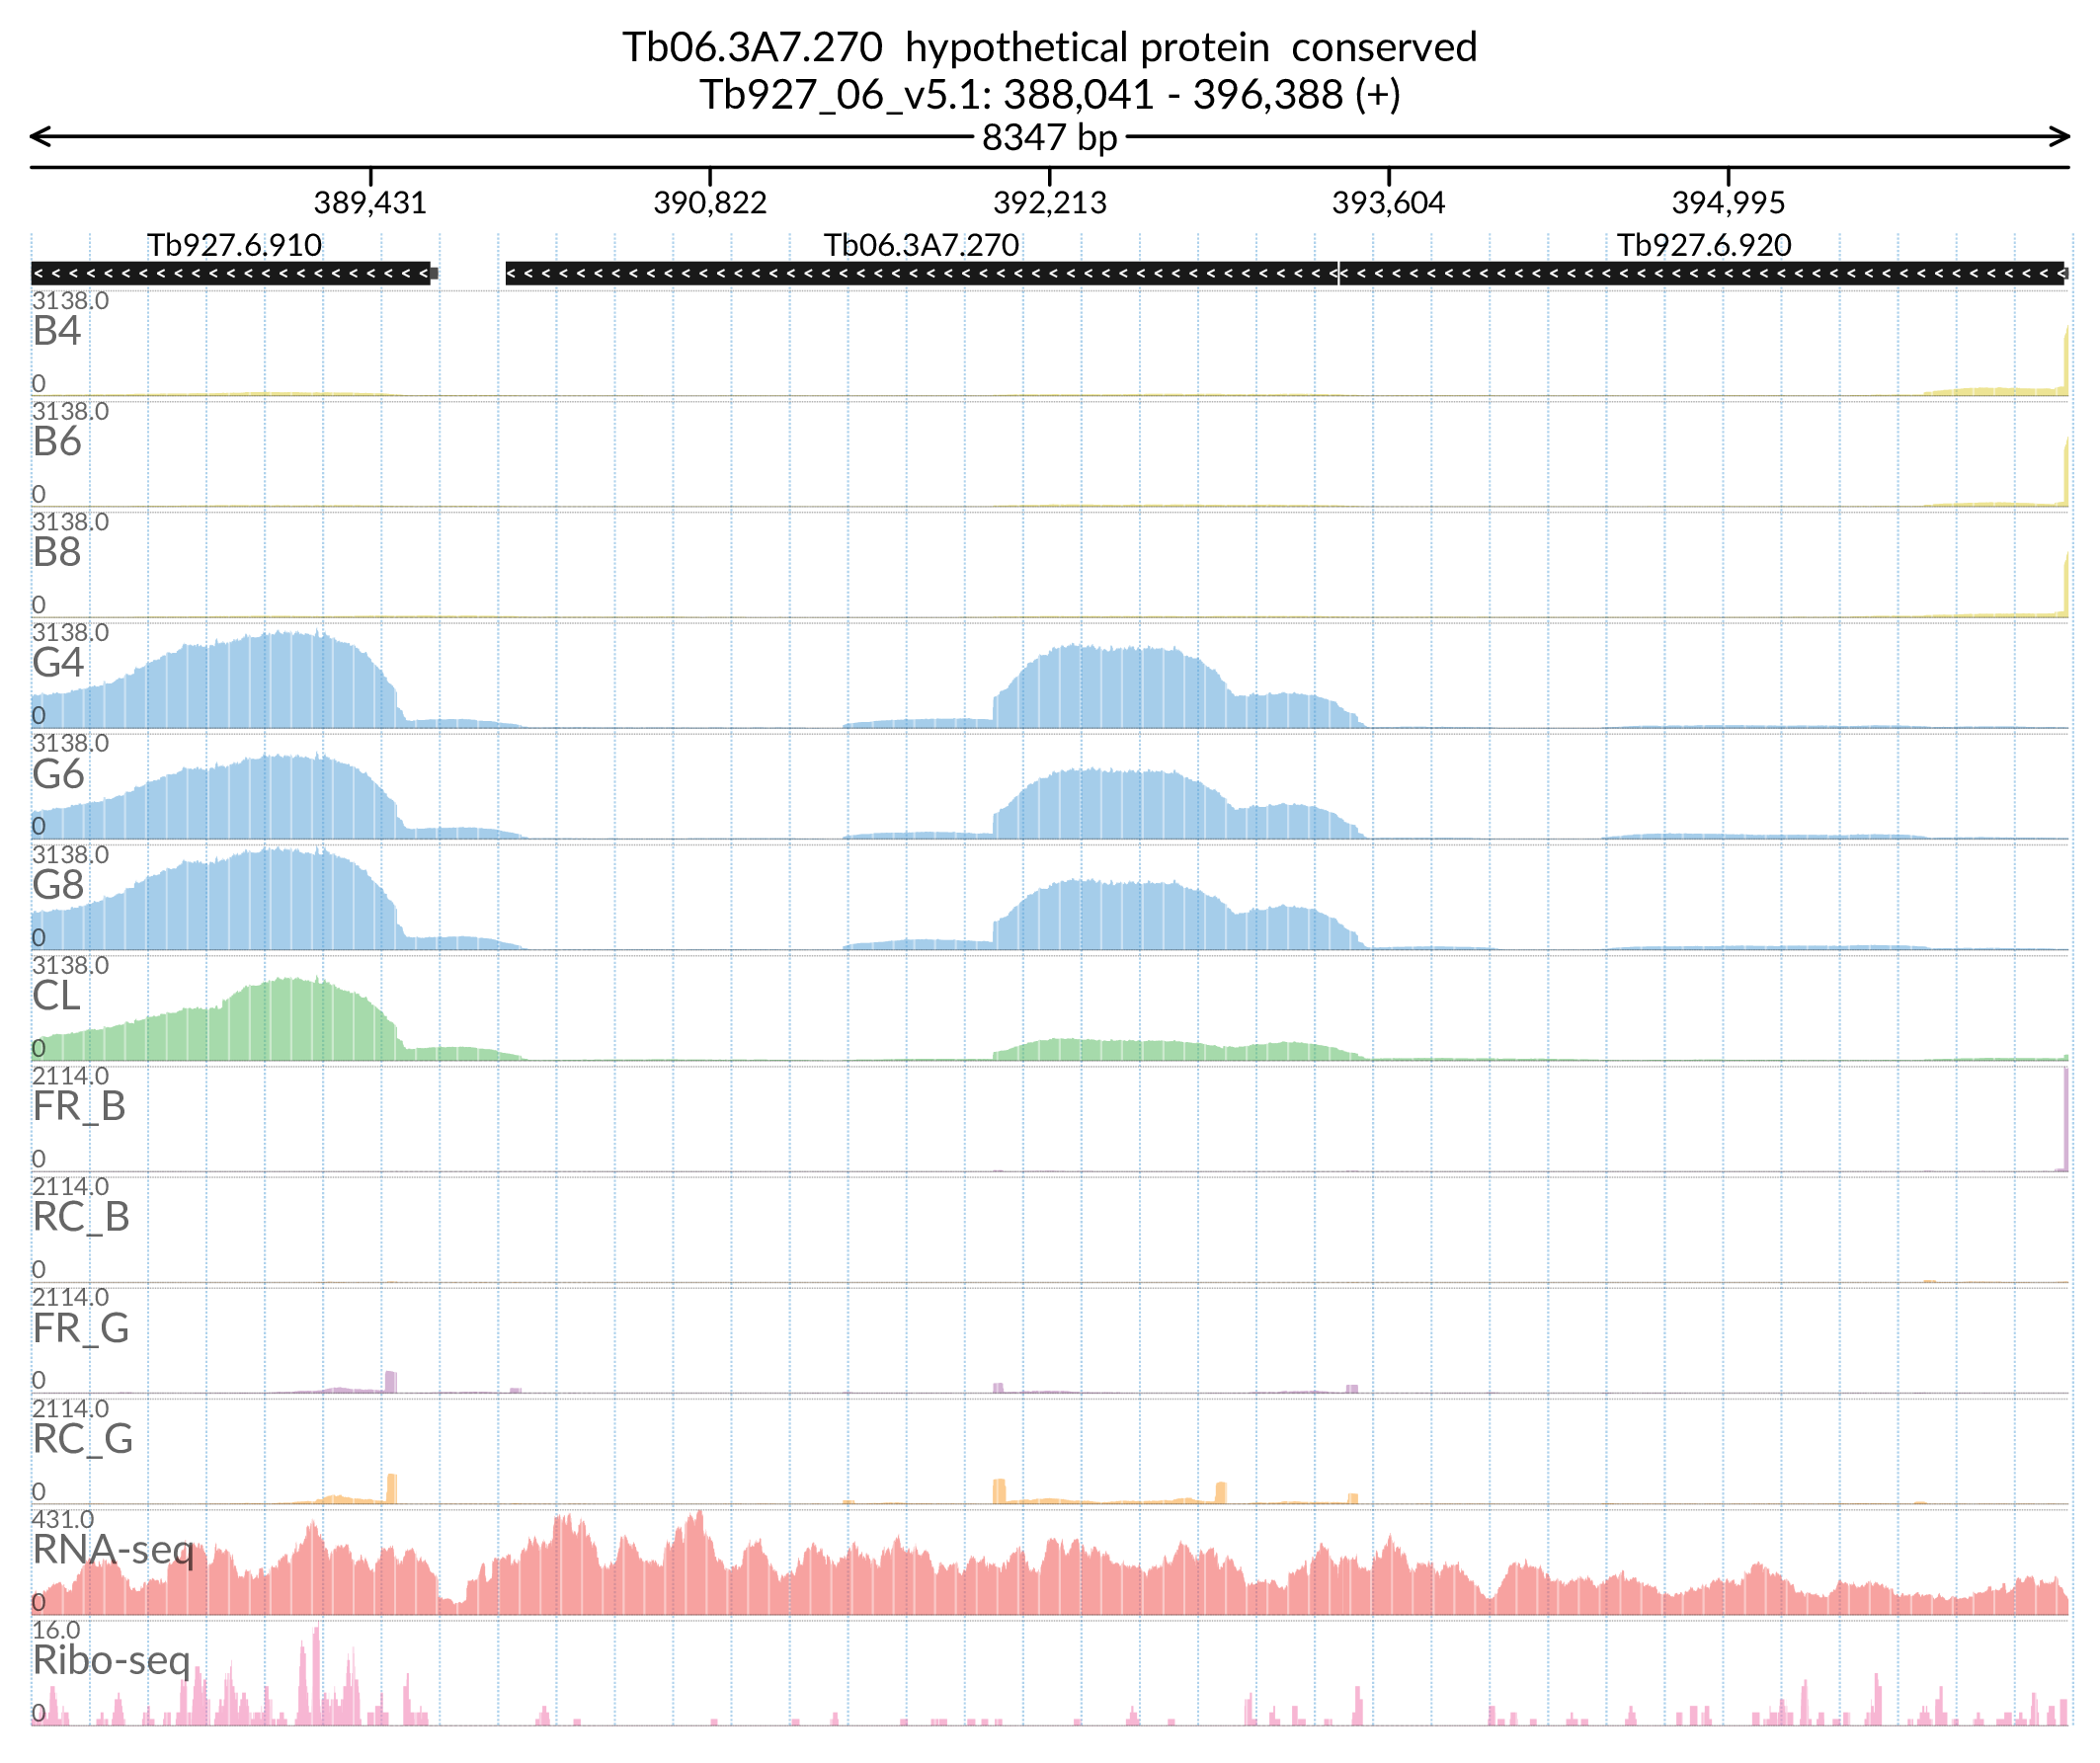 Tb06.3A7.270 hypothetical protein conserved
Tb927_06_v5.1: 388,041 - 396,388 (+)
8347 bp
389,431 390,822 392,213 393,604 394,995
Tb927.6.910 Tb06.3A7.270 Tb927.6.920
3138.0
B4
0
3138.0
B6
0
3138.0
B8
0
3138.0
G4
0
3138.0
G6
0
3138.0
G8
0
3138.0
CL
0
2114.0
FR_B
0
2114.0
RC_B
0
2114.0
FR_G
0
2114.0
RC_G
0
431.0
RNA-seq
0
16.0
Ribo-seq
0